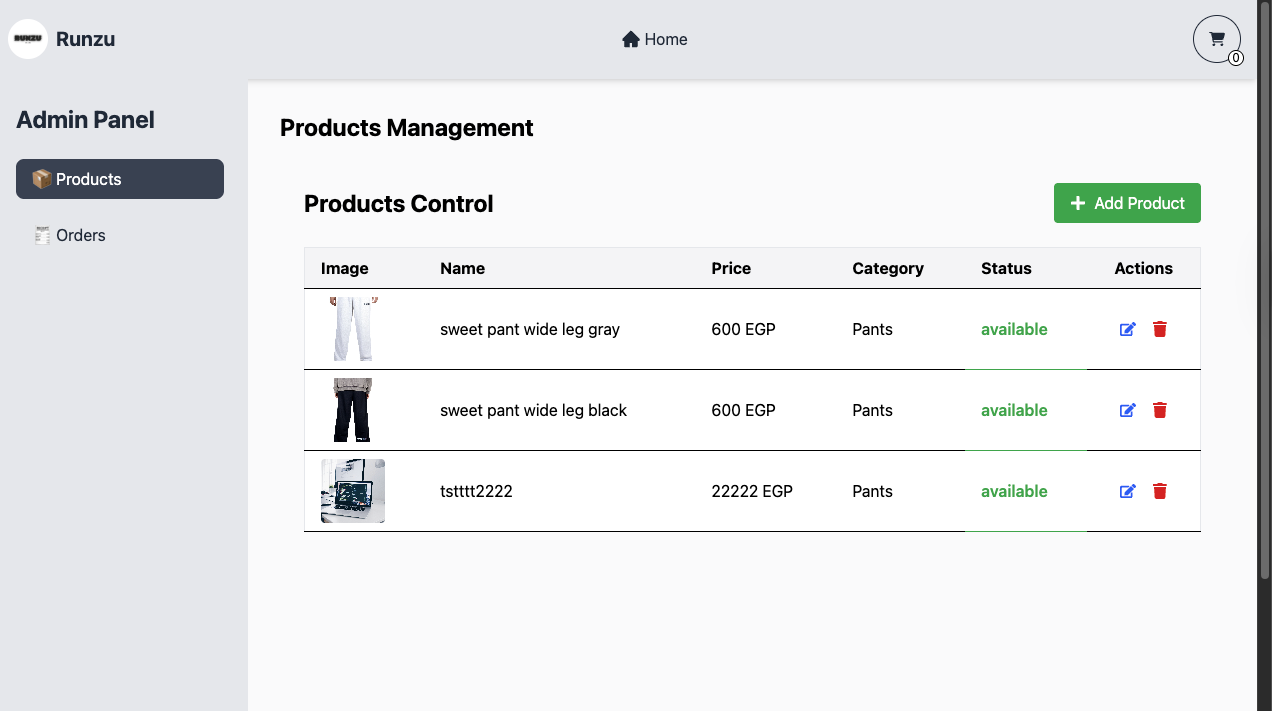 RUNZU
Runzu
Home
0
Admin Panel
Products
Orders
Products Management
Products Control
Add Product
Image Name Price Category Status Actions
sweet pant wide leg gray 600 EGP Pants available
sweet pant wide leg black 600 EGP Pants available
tstttt2222 22222 EGP Pants available